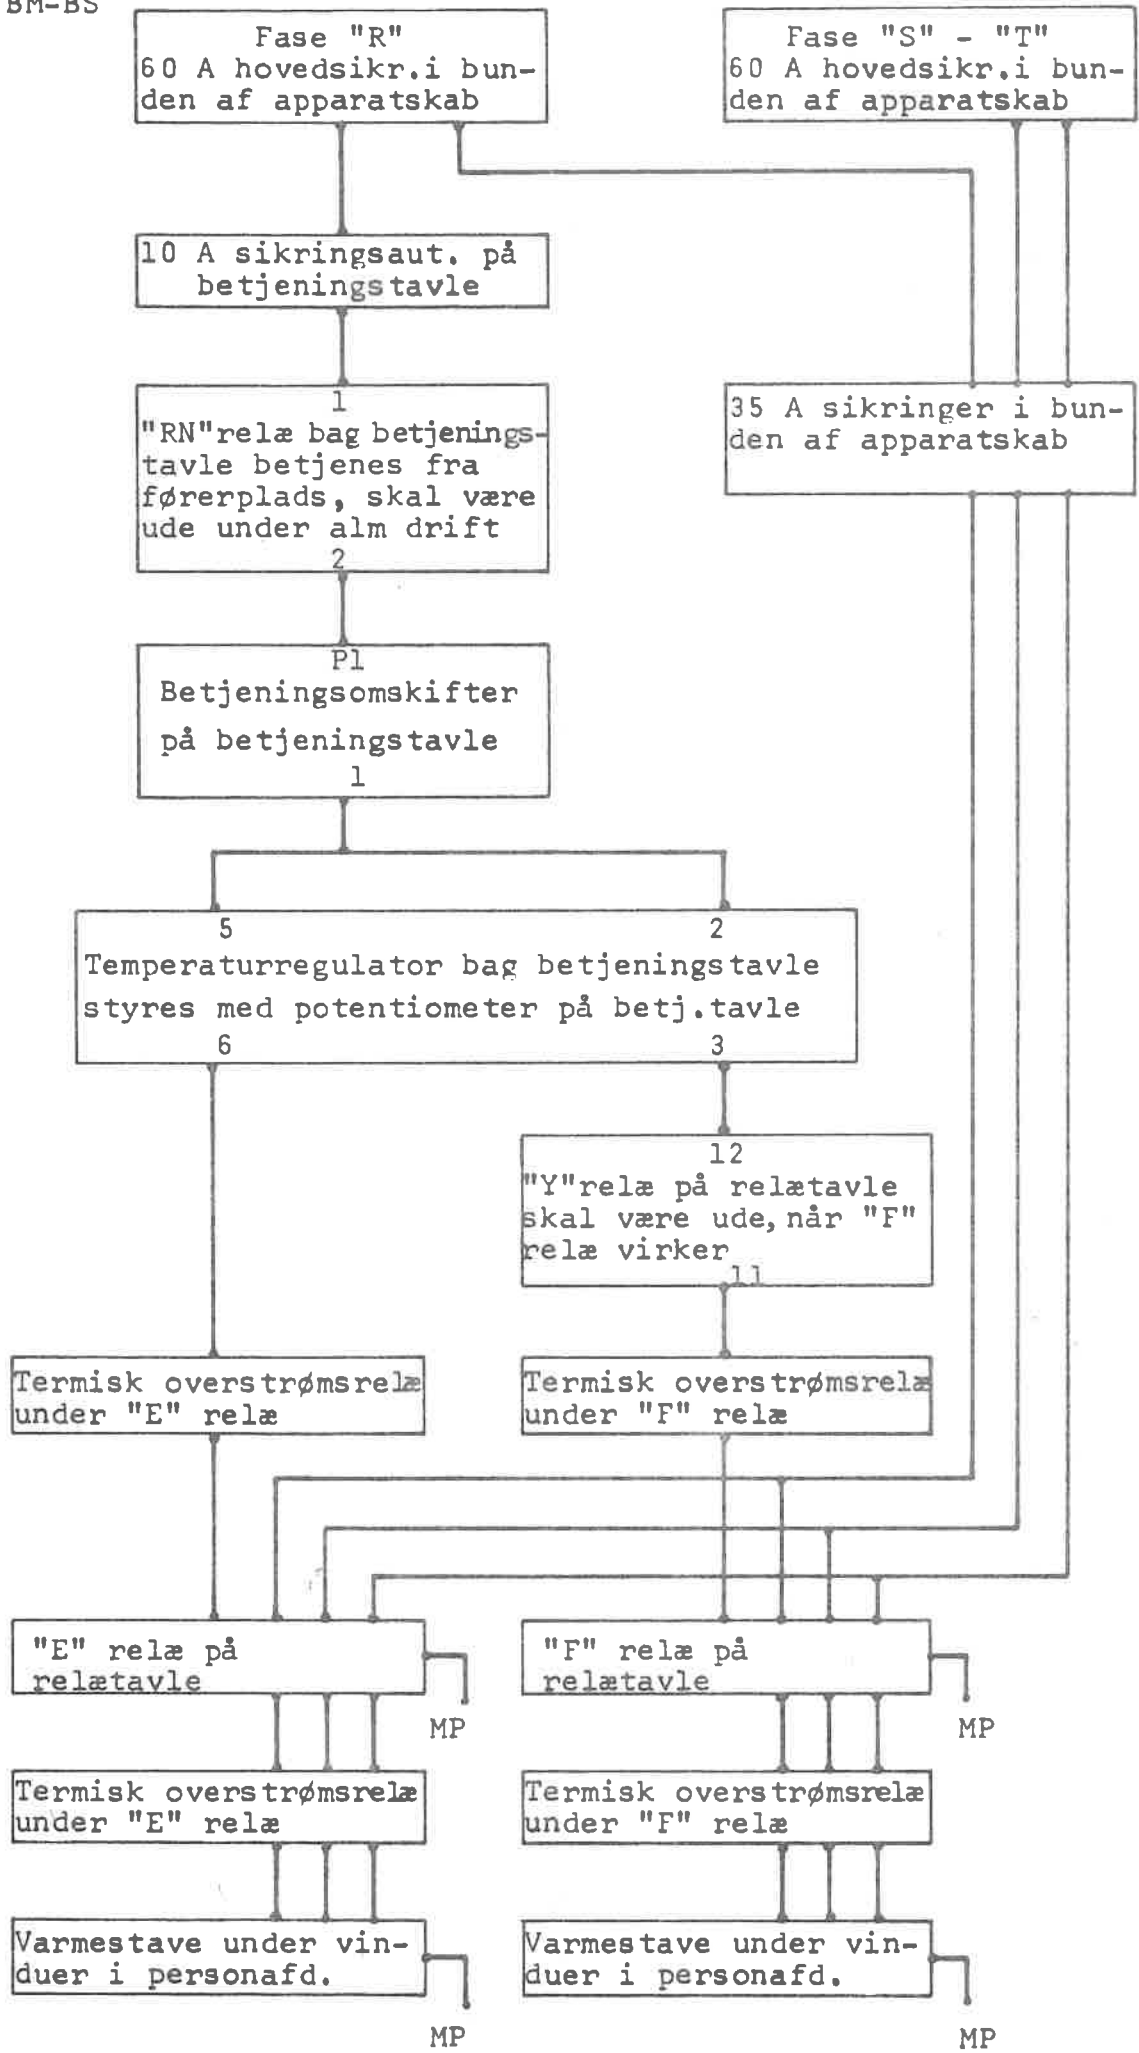 BM-BS
Fase "R"
60 A hovedsikr.i bun-
den af apparatskab
Fase "S" - "T"
60 A hovedsikr.i bun-
den af apparatskab
10 A sikringsaut. på
betjeningstavle
1
"RN"relæ bag betjenings-
tavle betjenes fra
førerplads, skal være
ude under alm drift
2
35 A sikringer i bun-
den af apparatskab
P1
Betjeningsomskifter
på betjeningstavle
1
5 2
Temperaturregulator bag betjeningstavle
styres med potentiometer på betj.tavle
6 3
12
"Y"relæ på relætavle
skal være ude, når "F"
relæ virker
11
Termisk overstrømsrelæ
under "E" relæ
Termisk overstrømsrelæ
under "F" relæ
"E" relæ på
relætavle
MP
"F" relæ på
relætavle
MP
Termisk overstrømsrelæ
under "E" relæ
Termisk overstrømsrelæ
under "F" relæ
Varmestave under vin-
duer i personafd.
MP
Varmestave under vin-
duer i personafd.
MP